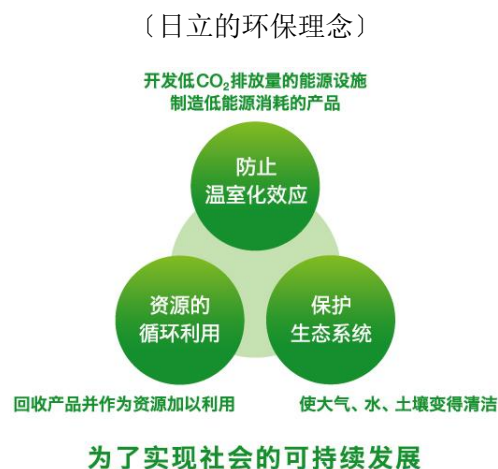 〔日立的环保理念〕
开发低CO₂排放量的能源设施
制造低能源消耗的产品
防止
温室化效应
资源的
循环利用
保护
生态系统
回收产品并作为资源加以利用
使大气、水、土壤变得清洁
为了实现社会的可持续发展